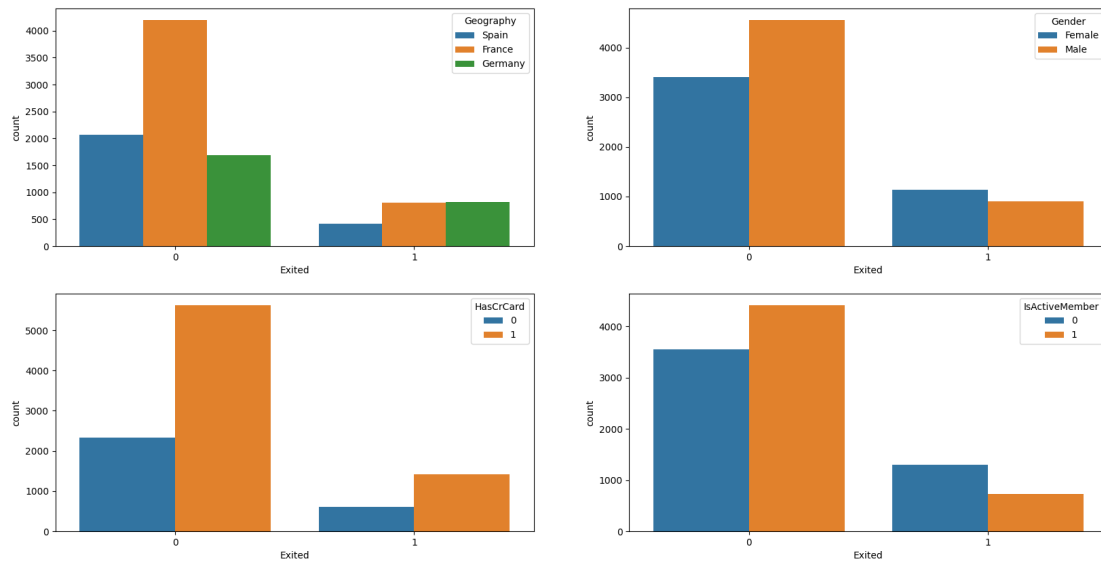 Geography
Spain
France
Germany
4000
3500
3000
2500
2000
1500
1000
500
0
count
0 1
Exited
Gender
Female
Male
4000
3000
2000
1000
0
count
0 1
Exited
HasCrCard
0
1
5000
4000
3000
2000
1000
0
count
0 1
Exited
IsActiveMember
0
1
4000
3000
2000
1000
0
count
0 1
Exited